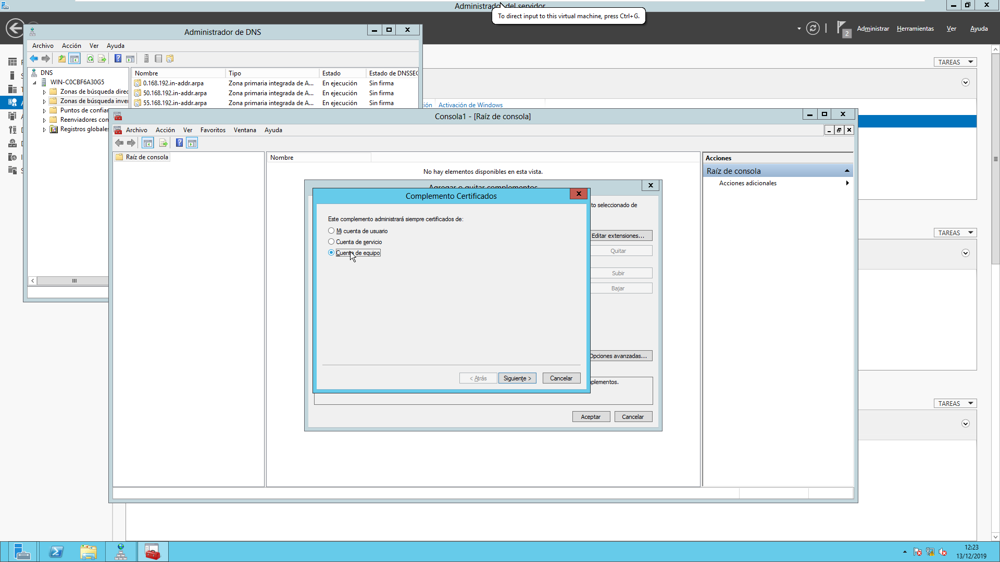 Administrador del servidor
To direct input to this virtual machine, press Ctrl+G.
2
Administrar
Herramientas
Ver
Ayuda
Administrador de DNS
Archivo
Acción
Ver
Ayuda
DNS
WIN-C0CBF6A30G5
Zonas de búsqueda direc
Zonas de búsqueda inver
Puntos de confiar
Reenviadores con
Registros globales
Nombre
Tipo
Estado
Estado de DNSSEC
0.168.192.in-addr.arpa
Zona primaria integrada de A...
En ejecución
Sin firma
50.168.192.in-addr.arpa
Zona primaria integrada de A...
En ejecución
Sin firma
55.168.192.in-addr.arpa
Zona primaria integrada de A...
En ejecución
Sin firma
TAREAS
ción
Activación de Windows
Consola1 - [Raíz de consola]
Archivo
Acción
Ver
Favoritos
Ventana
Ayuda
Raíz de consola
Nombre
No hay elementos disponibles en esta vista.
Acciones
Raíz de consola
Acciones adicionales
Agregar o quitar complementos
to seleccionado de
Editar extensiones...
Quitar
Subir
Bajar
Opciones avanzadas...
plementos.
Aceptar
Cancelar
Complemento Certificados
Este complemento administrará siempre certificados de:
Mi cuenta de usuario
Cuenta de servicio
Cuenta de equipo
< Atrás
Siguiente >
Cancelar
TAREAS
TAREAS
12:23
13/12/2019